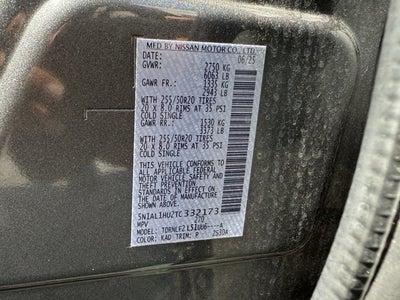 MFD BY NISSAN MOTOR CO., LTD.
DATE: 06/25
GVWR: 2750 KG
6063 LB
GAWR FR.: 1335 KG
2943 LB
WITH 255/50R20 TIRES
20 x 8.0 RIMS AT 35 PSI
COLD SINGLE
GAWR RR.: 1530 KG
3373 LB
WITH 255/50R20 TIRES
20 x 8.0 RIMS AT 35 PSI
COLD SINGLE
THIS VEHICLE CONFORMS TO
ALL APPLICABLE FEDERAL
MOTOR VEHICLE SAFETY AND
THEFT PREVENTION
STANDARDS IN EFFECT ON
THE DATE OF MANUFACTURE
SHOWN ABOVE.
5N1AL1HU2TC332173
MPV 270
MODEL:
COLOR: KAD TRIM: P